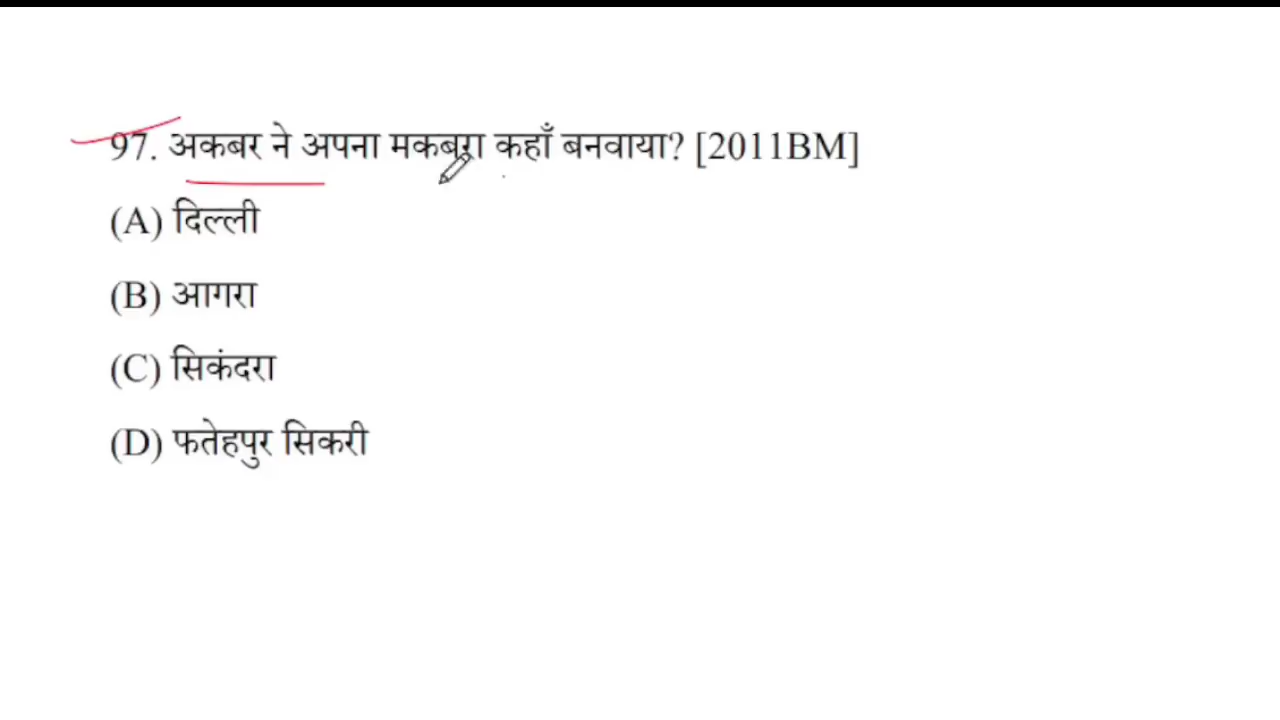 97. अकबर ने अपना मकबरा कहाँ बनवाया? [2011BM]
(A) दिल्ली
(B) आगरा
(C) सिकंदरा
(D) फतेहपुर सिकरी